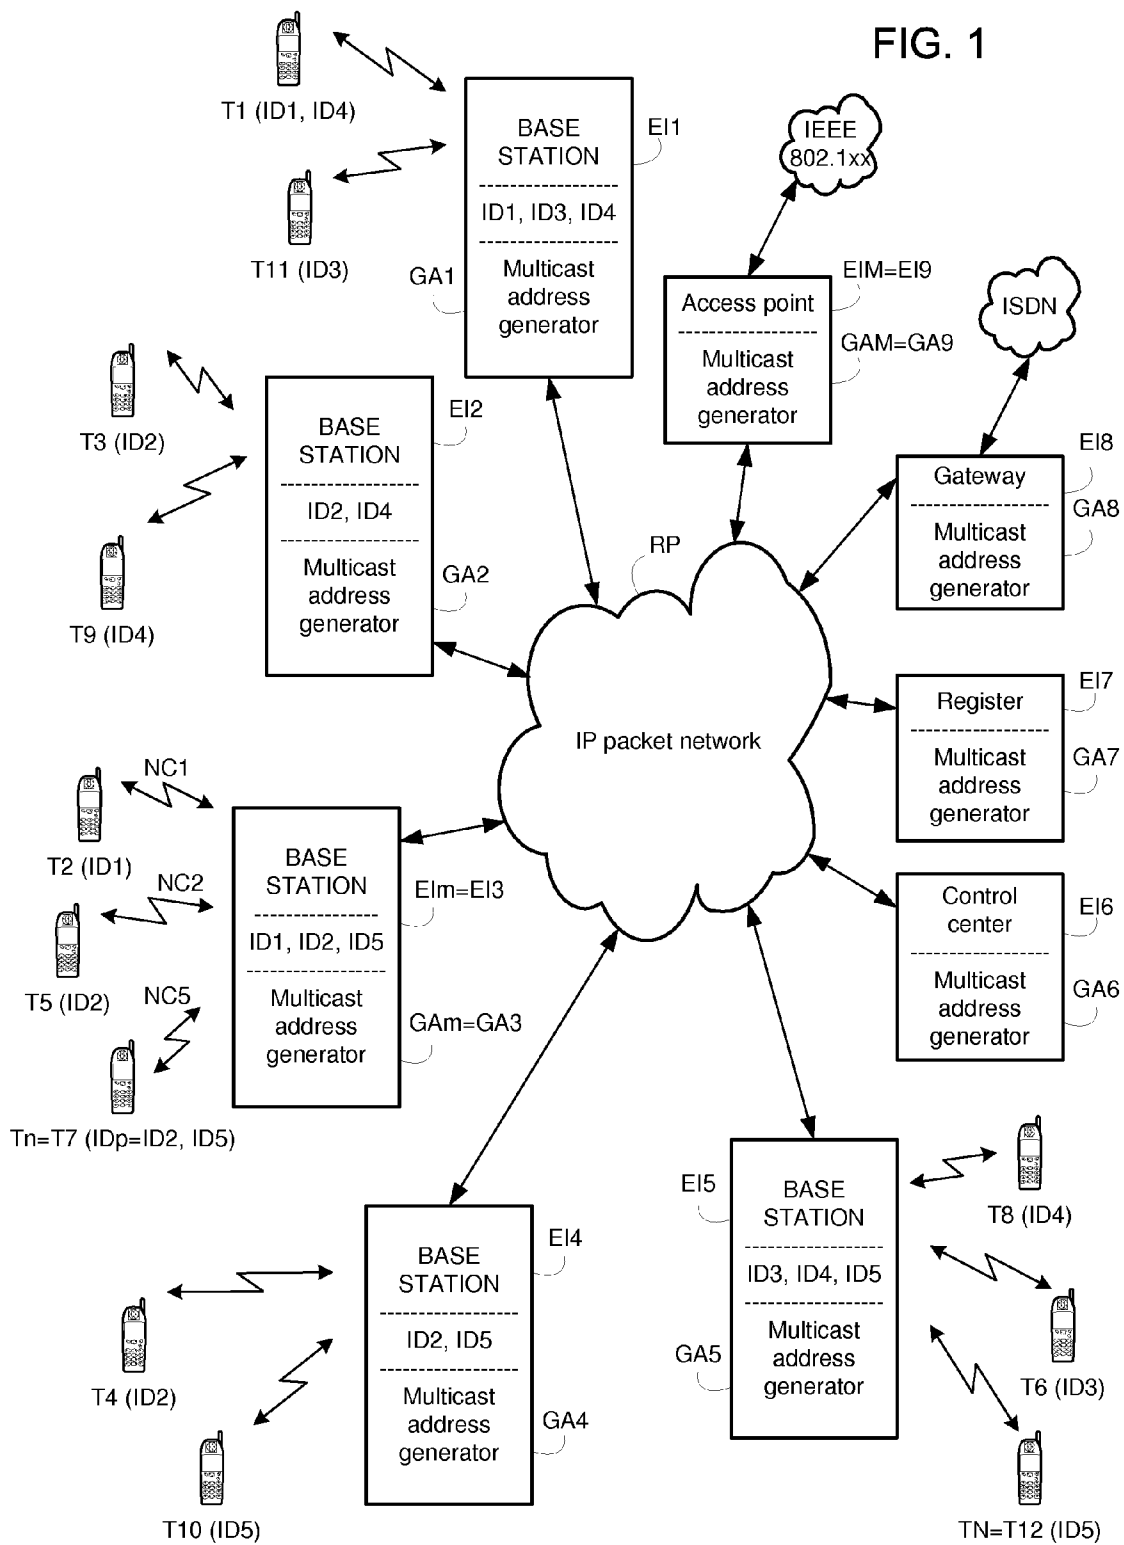 FIG. 1
T1 (ID1, ID4)
T11 (ID3)
BASE
STATION
ID1, ID3, ID4
Multicast
address
generator
EI1
GA1
IEEE
802.1xx
Access point
Multicast
address
generator
EIM=EI9
GAM=GA9
ISDN
Gateway
Multicast
address
generator
EI8
GA8
T3 (ID2)
T9 (ID4)
BASE
STATION
ID2, ID4
Multicast
address
generator
EI2
GA2
RP
IP packet network
Register
Multicast
address
generator
EI7
GA7
NC1
T2 (ID1)
NC2
T5 (ID2)
NC5
Tn=T7 (IDp=ID2, ID5)
BASE
STATION
ID1, ID2, ID5
Multicast
address
generator
EIm=EI3
GAm=GA3
Control
center
Multicast
address
generator
EI6
GA6
T4 (ID2)
T10 (ID5)
BASE
STATION
ID2, ID5
Multicast
address
generator
EI4
GA4
EI5
GA5
BASE
STATION
ID3, ID4, ID5
Multicast
address
generator
T8 (ID4)
T6 (ID3)
TN=T12 (ID5)